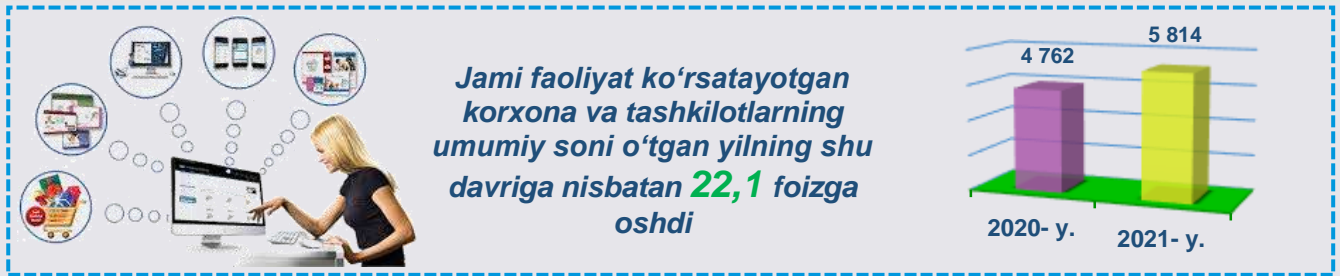 Jami faoliyat ko‘rsatayotgan
korxona va tashkilotlarning
umumiy soni o‘tgan yilning shu
davriga nisbatan 22,1 foizga
oshdi
5 814
4 762
2020- y.
2021- y.